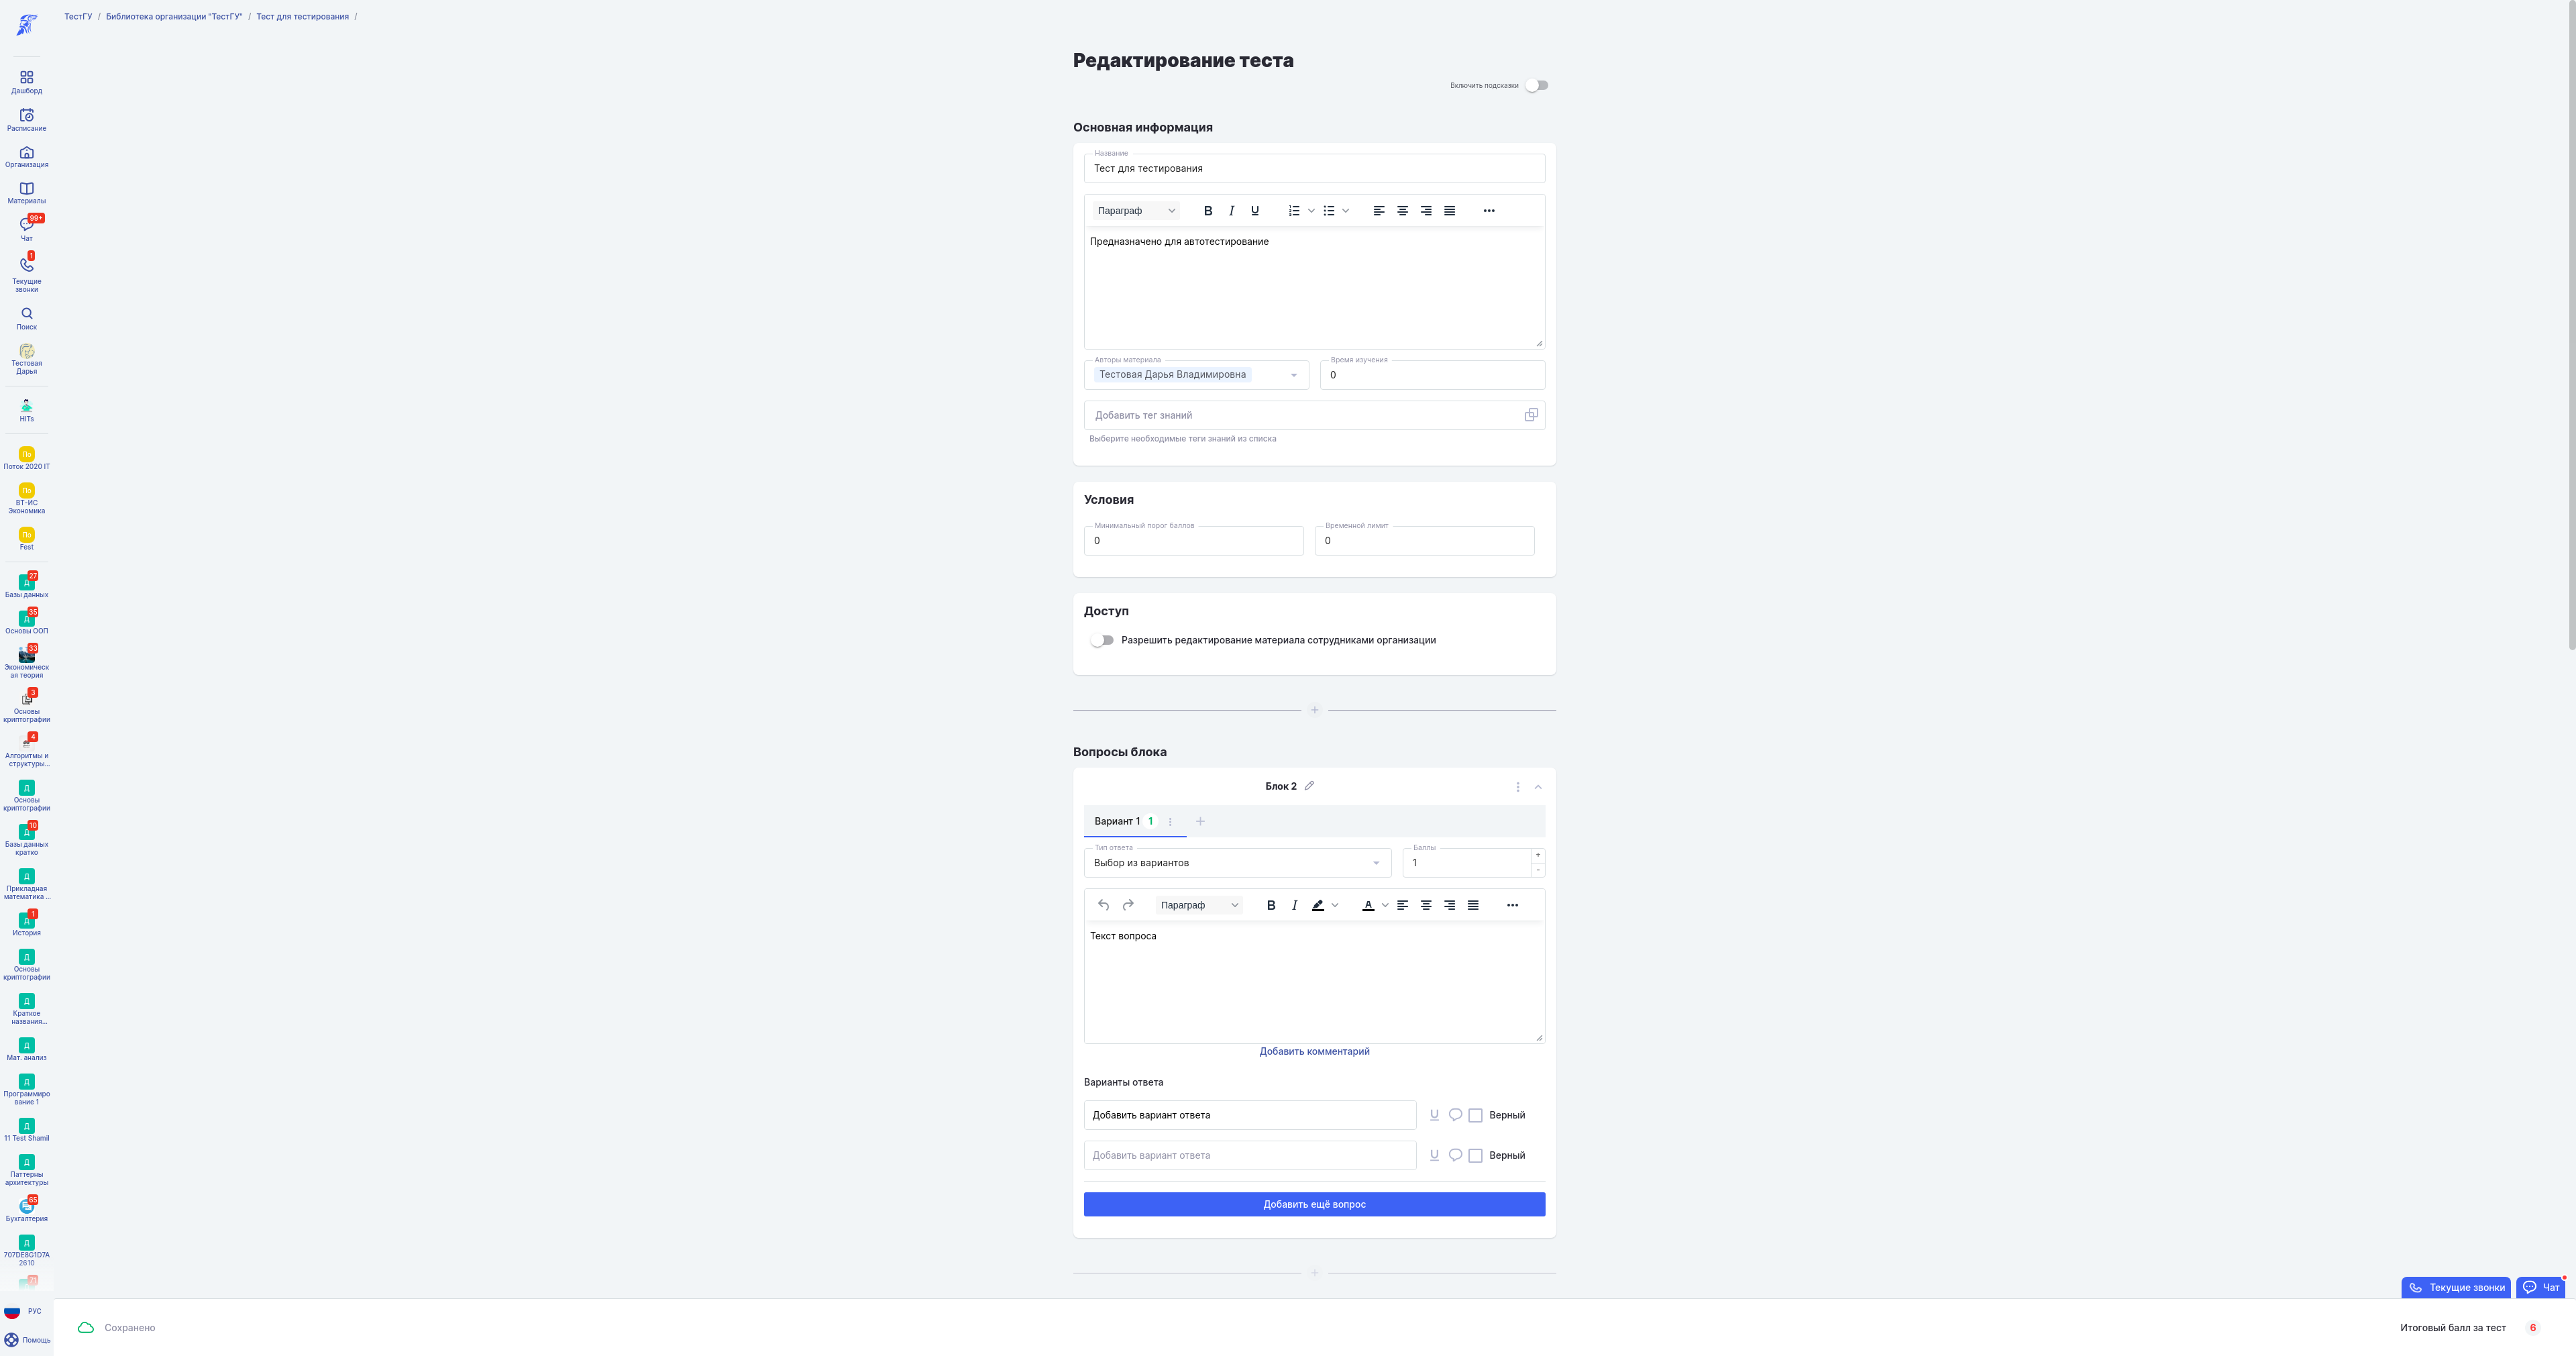 ТестГУ / Библиотека организации "ТестГУ" / Тест для тестирования /
Дашборд
Расписание
Организация
Материалы
99+
Чат
1
Текущие
звонки
Поиск
Тестовая
Дарья
HITs
По
Поток 2020 IT
По
ВТ-ИС
Экономика
По
Fest
27
Д
Базы данных
35
Д
Основы ООП
33
Экономическ
ая теория
3
Основы
криптографии
4
Алгоритмы и
структуры...
Д
Основы
криптографии
10
Д
Базы данных
кратко
Д
Прикладная
математика ...
1
Д
История
Д
Основы
криптографии
Д
Краткое
названия...
Д
Мат. анализ
Д
Программиро
вание 1
Д
11 Test Shamil
Д
Паттерны
архитектуры
65
Бухгалтерия
Д
707DE8G1D7A
2610
РУС
Помощь
Редактирование теста
Включить подсказки
Основная информация
Название
Тест для тестирования
Параграф B I U
Предназначено для автотестирование
Авторы материала
Тестовая Дарья Владимировна
Время изучения
0
Добавить тег знаний
Выберите необходимые теги знаний из списка
Условия
Минимальный порог баллов
0
Временной лимит
0
Доступ
Разрешить редактирование материала сотрудниками организации
Вопросы блока
Блок 2
Вариант 1 1
Тип ответа
Выбор из вариантов
Баллы
1
Параграф B I A
Текст вопроса
Добавить комментарий
Варианты ответа
Добавить вариант ответа U Верный
Добавить вариант ответа U Верный
Добавить ещё вопрос
Текущие звонки
Чат
Сохранено
Итоговый балл за тест 6